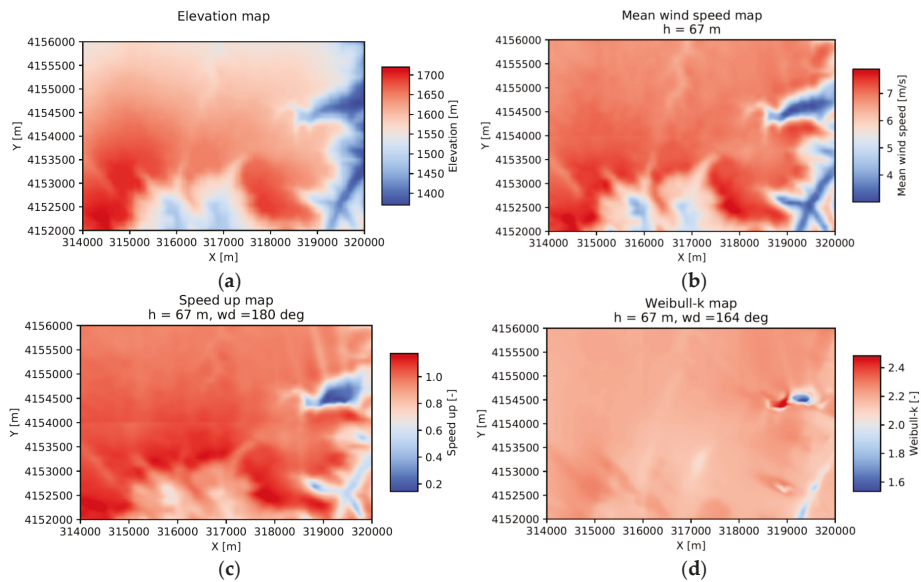 Elevation map
4156000
4155500
4155000
4154500
4154000
4153500
4153000
4152500
4152000
Y [m]
314000 315000 316000 317000 318000 319000 320000
X [m]
1700
1650
1600
1550
1500
1450
1400
Elevation [m]
(a)
Mean wind speed map
h = 67 m
4156000
4155500
4155000
4154500
4154000
4153500
4153000
4152500
4152000
Y [m]
314000 315000 316000 317000 318000 319000 320000
X [m]
7
6
5
4
Mean wind speed [m/s]
(b)
Speed up map
h = 67 m, wd =180 deg
4156000
4155500
4155000
4154500
4154000
4153500
4153000
4152500
4152000
Y [m]
314000 315000 316000 317000 318000 319000 320000
X [m]
1.0
0.8
0.6
0.4
0.2
Speed up [-]
(c)
Weibull-k map
h = 67 m, wd =164 deg
4156000
4155500
4155000
4154500
4154000
4153500
4153000
4152500
4152000
Y [m]
314000 315000 316000 317000 318000 319000 320000
X [m]
2.4
2.2
2.0
1.8
1.6
Weibull-k [-]
(d)